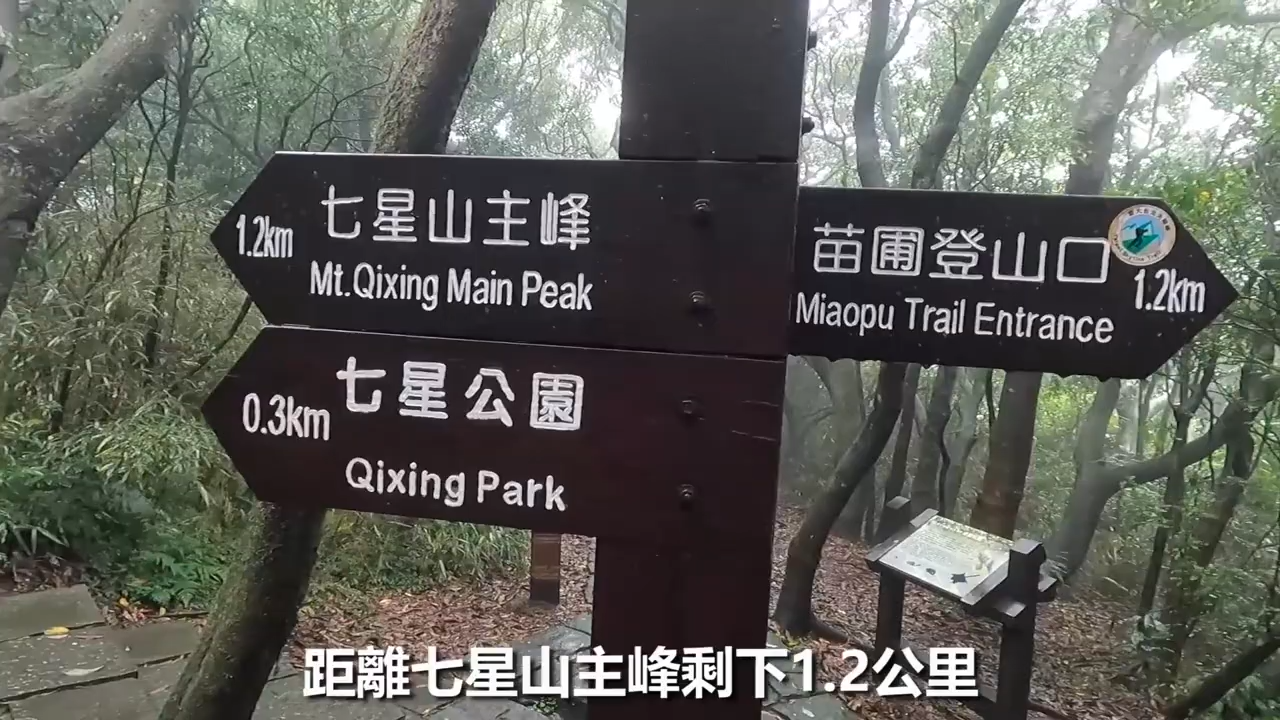 七星山主峰
1.2km
Mt.Qixing Main Peak
七星公園
0.3km
Qixing Park
苗圃登山口
1.2km
Miaopu Trail Entrance
距離七星山主峰剩下1.2公里